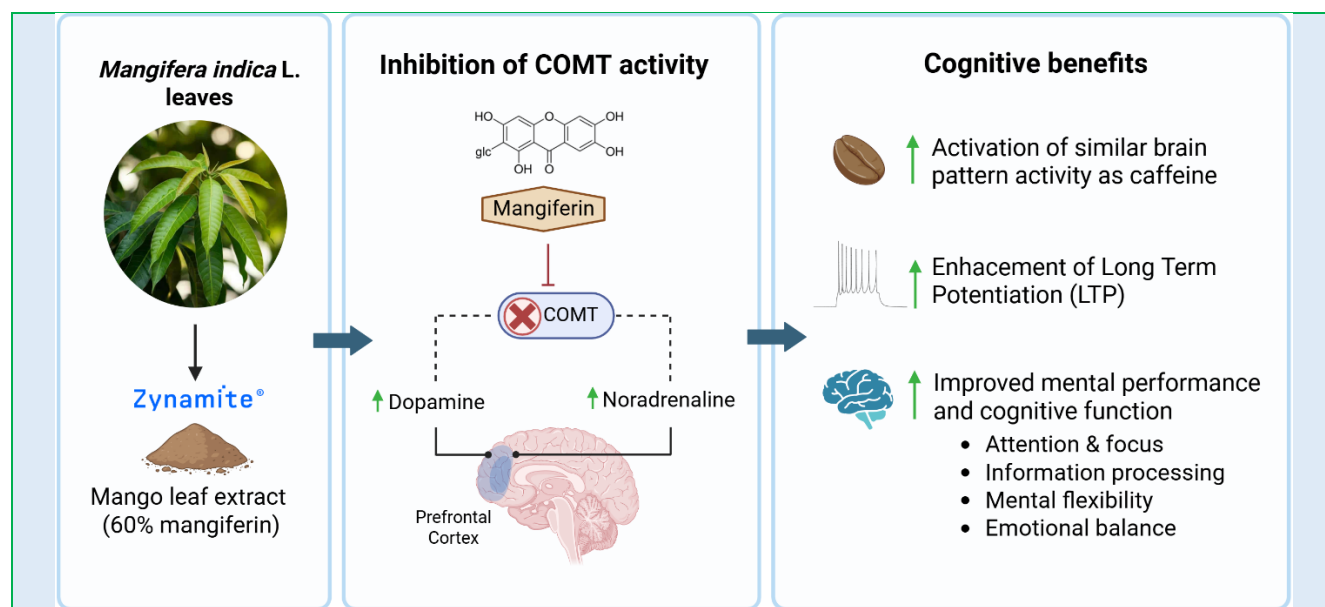 Mangifera indica L.
leaves
Zynamite®
Mango leaf extract
(60% mangiferin)
Inhibition of COMT activity
HO
O
OH
glc
OH
OH
O
Mangiferin
COMT
Dopamine
Noradrenaline
Prefrontal
Cortex
Cognitive benefits
Activation of similar brain
pattern activity as caffeine
Enhacement of Long Term
Potentiation (LTP)
Improved mental performance
and cognitive function
• Attention & focus
• Information processing
• Mental flexibility
• Emotional balance